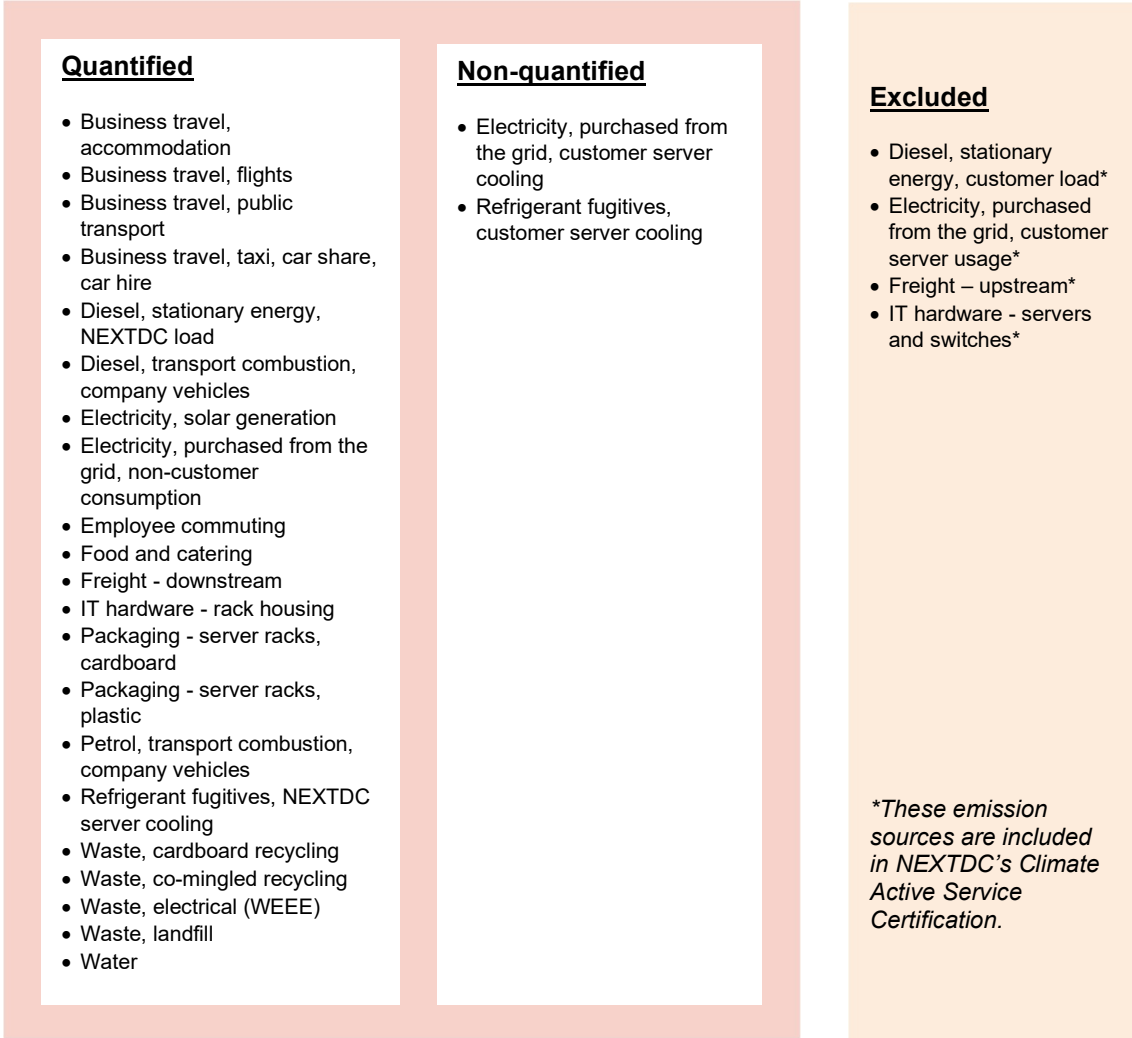 Quantified
• Business travel,
accommodation
• Business travel, flights
• Business travel, public
transport
• Business travel, taxi, car share,
car hire
• Diesel, stationary energy,
NEXTDC load
• Diesel, transport combustion,
company vehicles
• Electricity, solar generation
• Electricity, purchased from the
grid, non-customer
consumption
• Employee commuting
• Food and catering
• Freight - downstream
• IT hardware - rack housing
• Packaging - server racks,
cardboard
• Packaging - server racks,
plastic
• Petrol, transport combustion,
company vehicles
• Refrigerant fugitives, NEXTDC
server cooling
• Waste, cardboard recycling
• Waste, co-mingled recycling
• Waste, electrical (WEEE)
• Waste, landfill
• Water
Non-quantified
• Electricity, purchased from
the grid, customer server
cooling
• Refrigerant fugitives,
customer server cooling
Excluded
• Diesel, stationary
energy, customer load*
• Electricity, purchased
from the grid, customer
server usage*
• Freight – upstream*
• IT hardware - servers
and switches*
*These emission
sources are included
in NEXTDC’s Climate
Active Service
Certification.